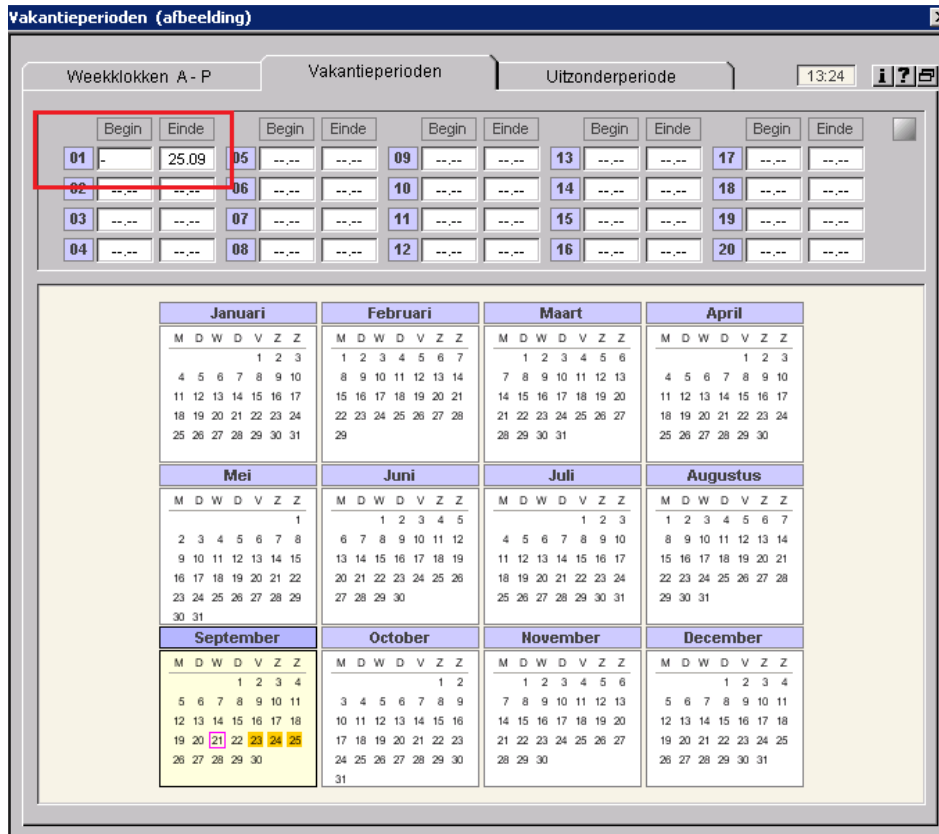 Vakantieperioden (afbeelding)
Weekklokken A - P Vakantieperioden Uitzonderperiode 13:24 i ?
Begin Einde Begin Einde Begin Einde Begin Einde Begin Einde
01 - 25.09 05 --.-- --.-- 09 --.-- --.-- 13 --.-- --.-- 17 --.-- --.--
02 --.-- --.-- 06 --.-- --.-- 10 --.-- --.-- 14 --.-- --.-- 18 --.-- --.--
03 --.-- --.-- 07 --.-- --.-- 11 --.-- --.-- 15 --.-- --.-- 19 --.-- --.--
04 --.-- --.-- 08 --.-- --.-- 12 --.-- --.-- 16 --.-- --.-- 20 --.-- --.--
Januari
M D W D V Z Z
1 2 3
4 5 6 7 8 9 10
11 12 13 14 15 16 17
18 19 20 21 22 23 24
25 26 27 28 29 30 31
Februari
M D W D V Z Z
1 2 3 4 5 6 7
8 9 10 11 12 13 14
15 16 17 18 19 20 21
22 23 24 25 26 27 28
29
Maart
M D W D V Z Z
1 2 3 4 5 6
7 8 9 10 11 12 13
14 15 16 17 18 19 20
21 22 23 24 25 26 27
28 29 30 31
April
M D W D V Z Z
1 2 3
4 5 6 7 8 9 10
11 12 13 14 15 16 17
18 19 20 21 22 23 24
25 26 27 28 29 30
Mei
M D W D V Z Z
1
2 3 4 5 6 7 8
9 10 11 12 13 14 15
16 17 18 19 20 21 22
23 24 25 26 27 28 29
30 31
Juni
M D W D V Z Z
1 2 3 4 5
6 7 8 9 10 11 12
13 14 15 16 17 18 19
20 21 22 23 24 25 26
27 28 29 30
Juli
M D W D V Z Z
1 2 3
4 5 6 7 8 9 10
11 12 13 14 15 16 17
18 19 20 21 22 23 24
25 26 27 28 29 30 31
Augustus
M D W D V Z Z
1 2 3 4 5 6 7
8 9 10 11 12 13 14
15 16 17 18 19 20 21
22 23 24 25 26 27 28
29 30 31
September
M D W D V Z Z
1 2 3 4
5 6 7 8 9 10 11
12 13 14 15 16 17 18
19 20 21 22 23 24 25
26 27 28 29 30
October
M D W D V Z Z
1 2
3 4 5 6 7 8 9
10 11 12 13 14 15 16
17 18 19 20 21 22 23
24 25 26 27 28 29 30
31
November
M D W D V Z Z
1 2 3 4 5 6
7 8 9 10 11 12 13
14 15 16 17 18 19 20
21 22 23 24 25 26 27
28 29 30
December
M D W D V Z Z
1 2 3 4
5 6 7 8 9 10 11
12 13 14 15 16 17 18
19 20 21 22 23 24 25
26 27 28 29 30 31